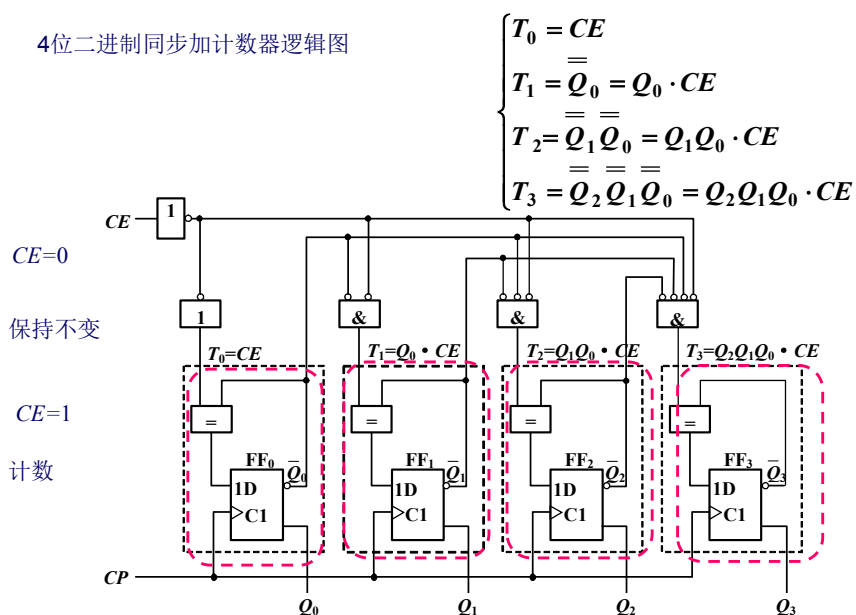 4位二进制同步加计数器逻辑图
T₀ = CE
T₁ = Q̿₀ = Q₀ · CE
T₂ = Q̿₁ Q̿₀ = Q₁Q₀ · CE
T₃ = Q̿₂ Q̿₁ Q̿₀ = Q₂Q₁Q₀ · CE
CE 1
CE=0
1 & & &
保持不变
T₀=CE T₁=Q₀ • CE T₂=Q₁Q₀ • CE T₃=Q₂Q₁Q₀ • CE
CE=1
= = = =
计数
FF₀ Q̅₀ FF₁ Q̅₁ FF₂ Q̅₂ FF₃ Q̅₃
1D 1D 1D 1D
C1 C1 C1 C1
CP
Q₀ Q₁ Q₂ Q₃